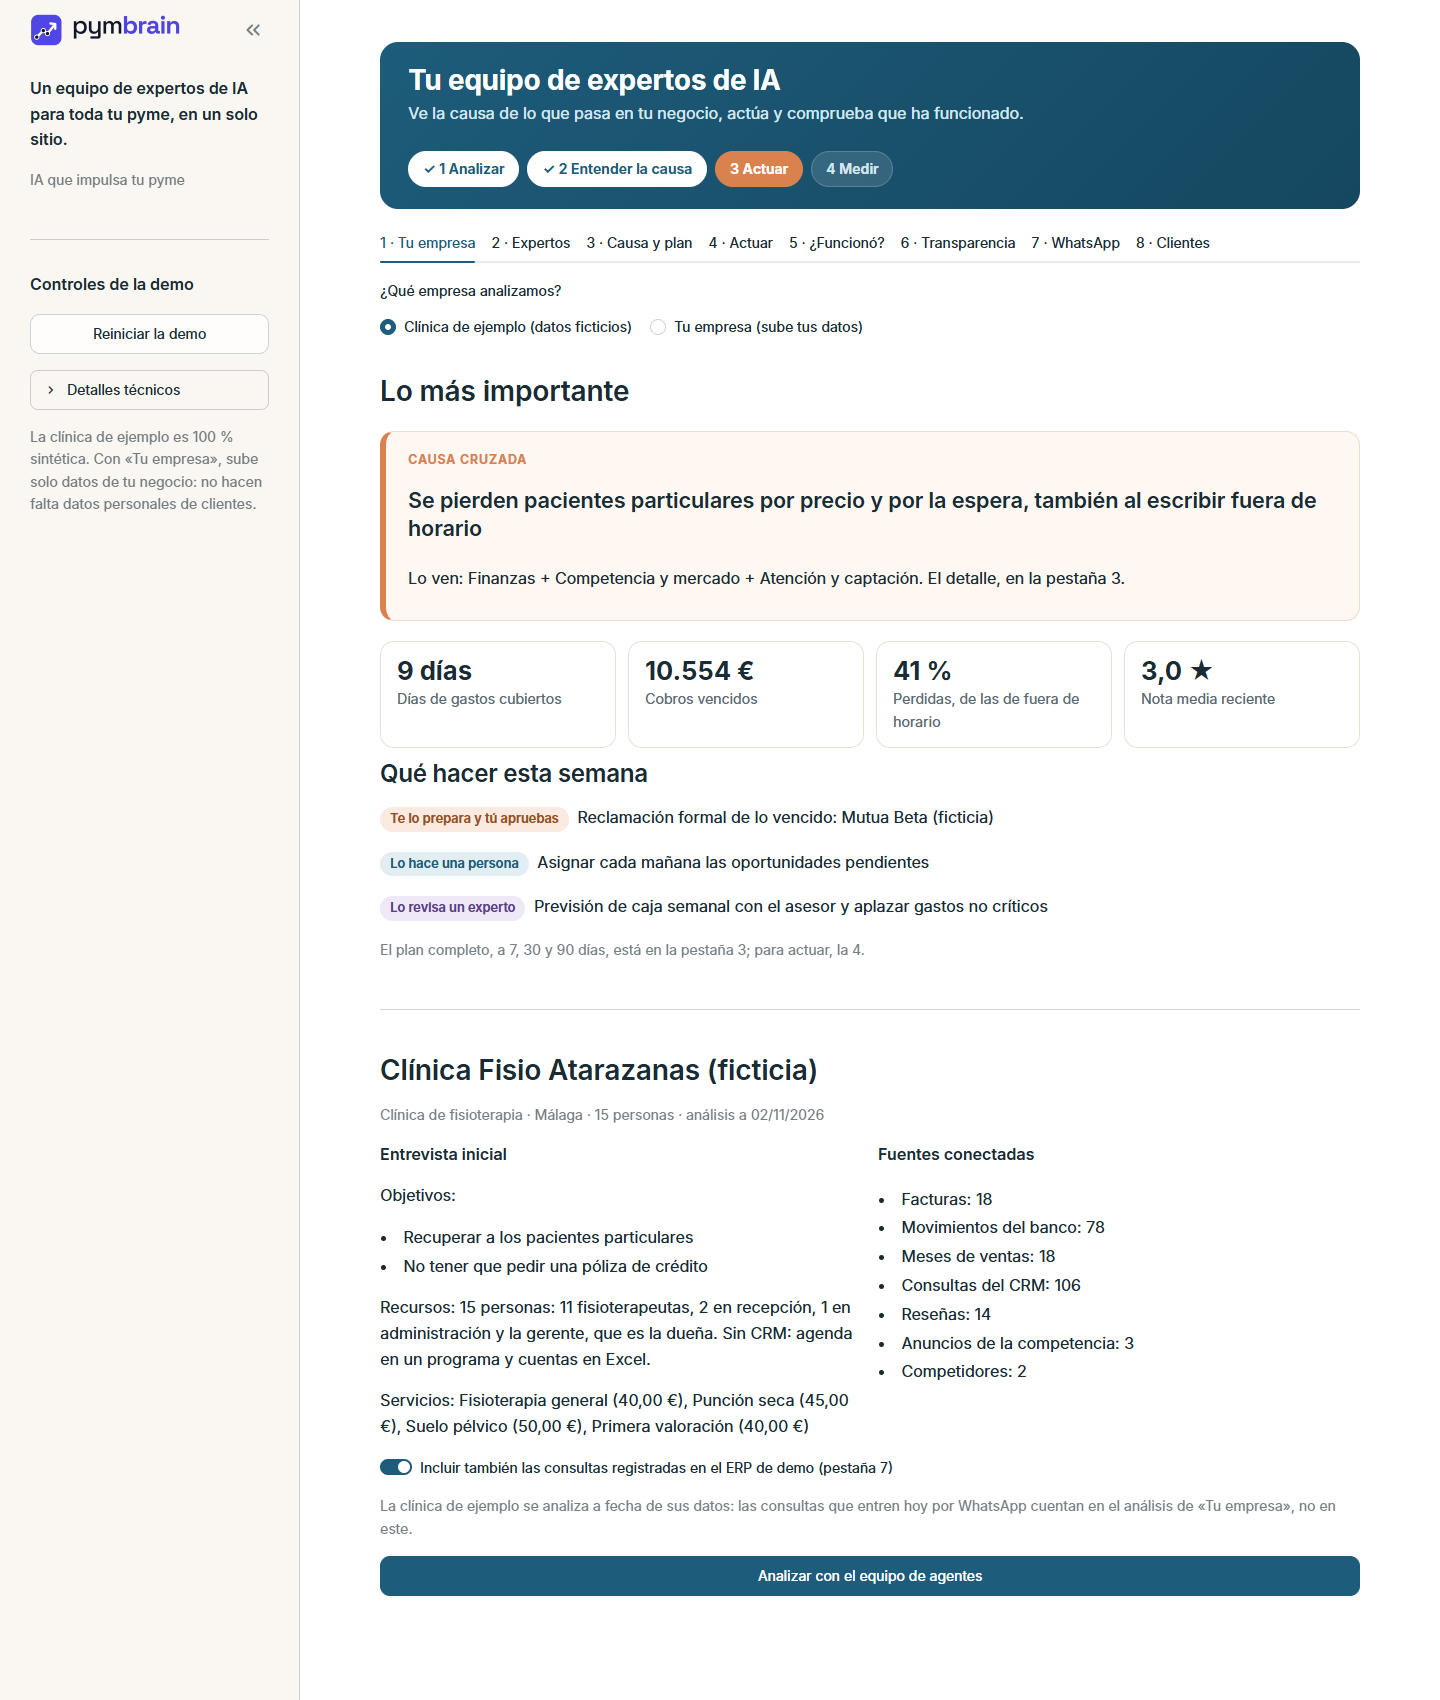 pymbrain
Un equipo de expertos de IA
para toda tu pyme, en un solo
sitio.
IA que impulsa tu pyme
Controles de la demo
Reiniciar la demo
Detalles técnicos
La clínica de ejemplo es 100 %
sintética. Con «Tu empresa», sube
solo datos de tu negocio: no hacen
falta datos personales de clientes.
Tu equipo de expertos de IA
Ve la causa de lo que pasa en tu negocio, actúa y comprueba que ha funcionado.
✓ 1 Analizar
✓ 2 Entender la causa
3 Actuar
4 Medir
1 · Tu empresa
2 · Expertos
3 · Causa y plan
4 · Actuar
5 · ¿Funcionó?
6 · Transparencia
7 · WhatsApp
8 · Clientes
¿Qué empresa analizamos?
Clínica de ejemplo (datos ficticios)
Tu empresa (sube tus datos)
Lo más importante
CAUSA CRUZADA
Se pierden pacientes particulares por precio y por la espera, también al escribir fuera de
horario
Lo ven: Finanzas + Competencia y mercado + Atención y captación. El detalle, en la pestaña 3.
9 días
Días de gastos cubiertos
10.554 €
Cobros vencidos
41 %
Perdidas, de las de fuera de
horario
3,0 ★
Nota media reciente
Qué hacer esta semana
Te lo prepara y tú apruebas Reclamación formal de lo vencido: Mutua Beta (ficticia)
Lo hace una persona Asignar cada mañana las oportunidades pendientes
Lo revisa un experto Previsión de caja semanal con el asesor y aplazar gastos no críticos
El plan completo, a 7, 30 y 90 días, está en la pestaña 3; para actuar, la 4.
Clínica Fisio Atarazanas (ficticia)
Clínica de fisioterapia · Málaga · 15 personas · análisis a 02/11/2026
Entrevista inicial
Objetivos:
• Recuperar a los pacientes particulares
• No tener que pedir una póliza de crédito
Recursos: 15 personas: 11 fisioterapeutas, 2 en recepción, 1 en
administración y la gerente, que es la dueña. Sin CRM: agenda
en un programa y cuentas en Excel.
Servicios: Fisioterapia general (40,00 €), Punción seca (45,00
€), Suelo pélvico (50,00 €), Primera valoración (40,00 €)
Fuentes conectadas
• Facturas: 18
• Movimientos del banco: 78
• Meses de ventas: 18
• Consultas del CRM: 106
• Reseñas: 14
• Anuncios de la competencia: 3
• Competidores: 2
Incluir también las consultas registradas en el ERP de demo (pestaña 7)
La clínica de ejemplo se analiza a fecha de sus datos: las consultas que entren hoy por WhatsApp cuentan en el análisis de «Tu empresa», no en
este.
Analizar con el equipo de agentes